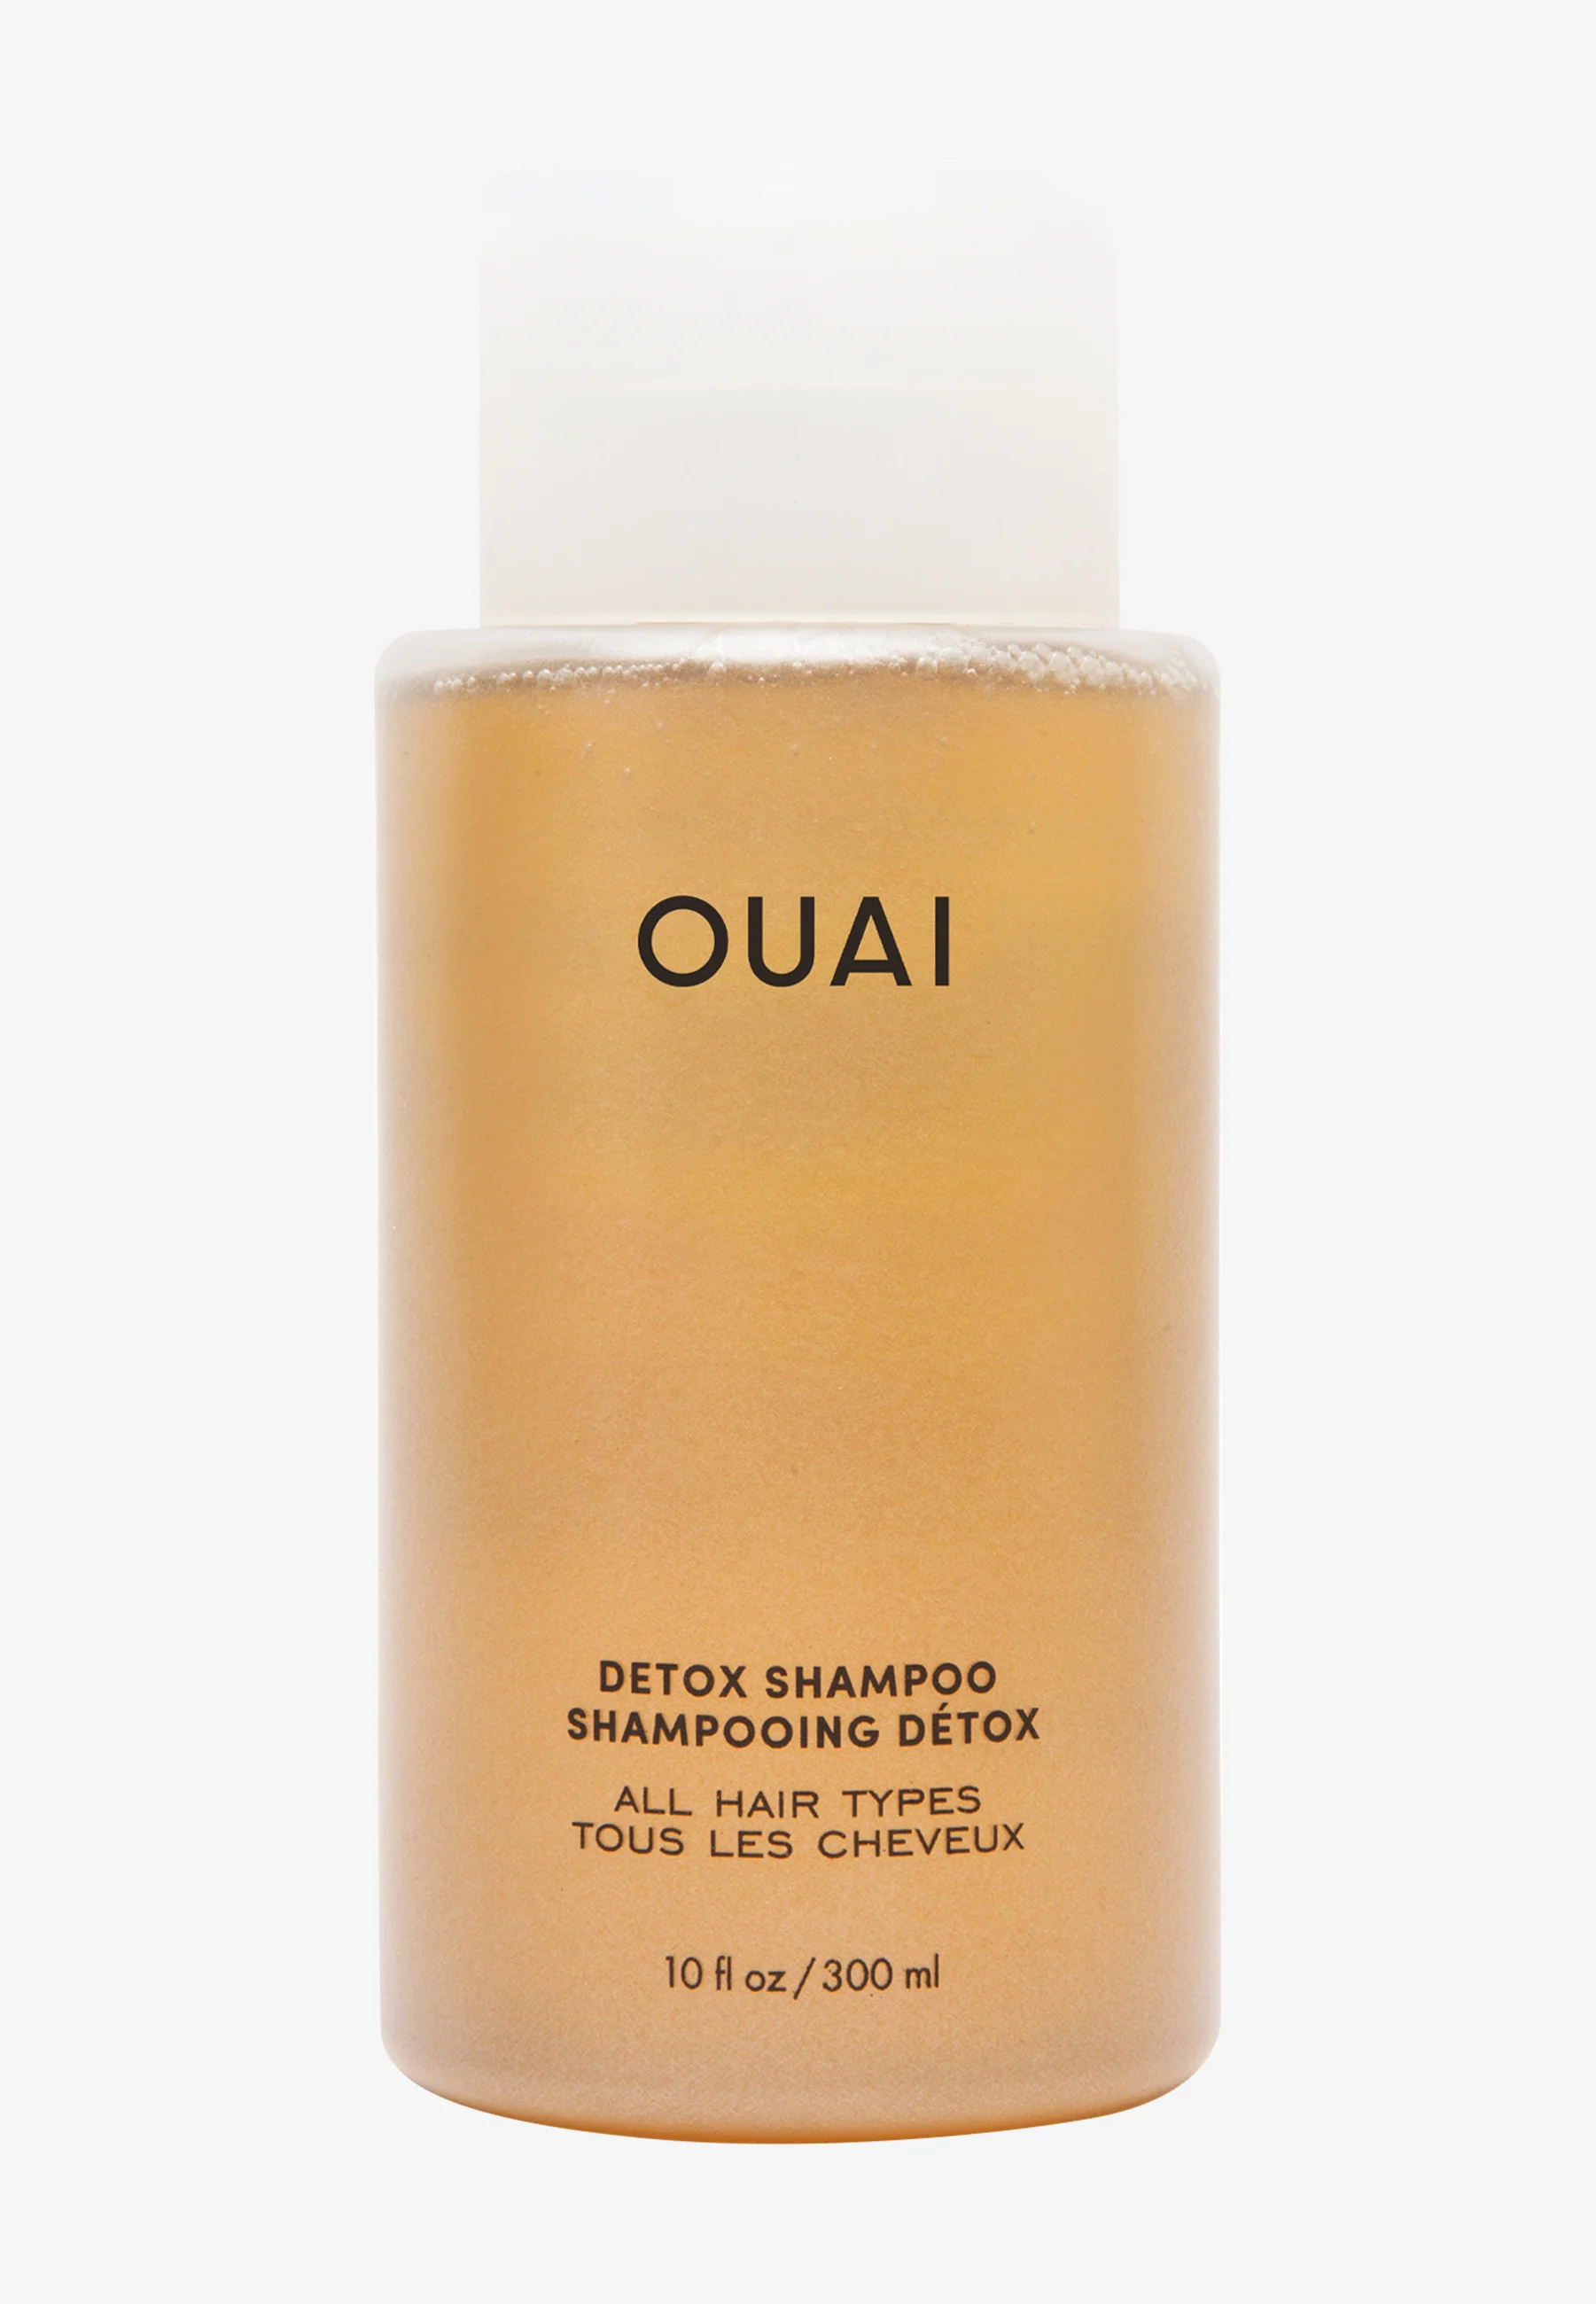 OUAI
DETOX SHAMPOO
SHAMPOOING DÉTOX
ALL HAIR TYPES
TOUS LES CHEVEUX
10 fl oz / 300 ml